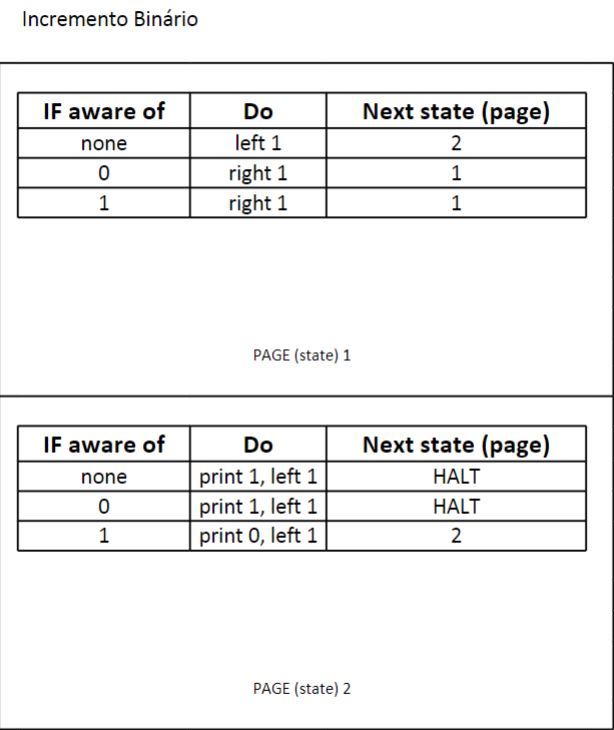 Incremento Binário
IF aware of Do Next state (page)
none left 1 2
0 right 1 1
1 right 1 1
PAGE (state) 1
IF aware of Do Next state (page)
none print 1, left 1 HALT
0 print 1, left 1 HALT
1 print 0, left 1 2
PAGE (state) 2